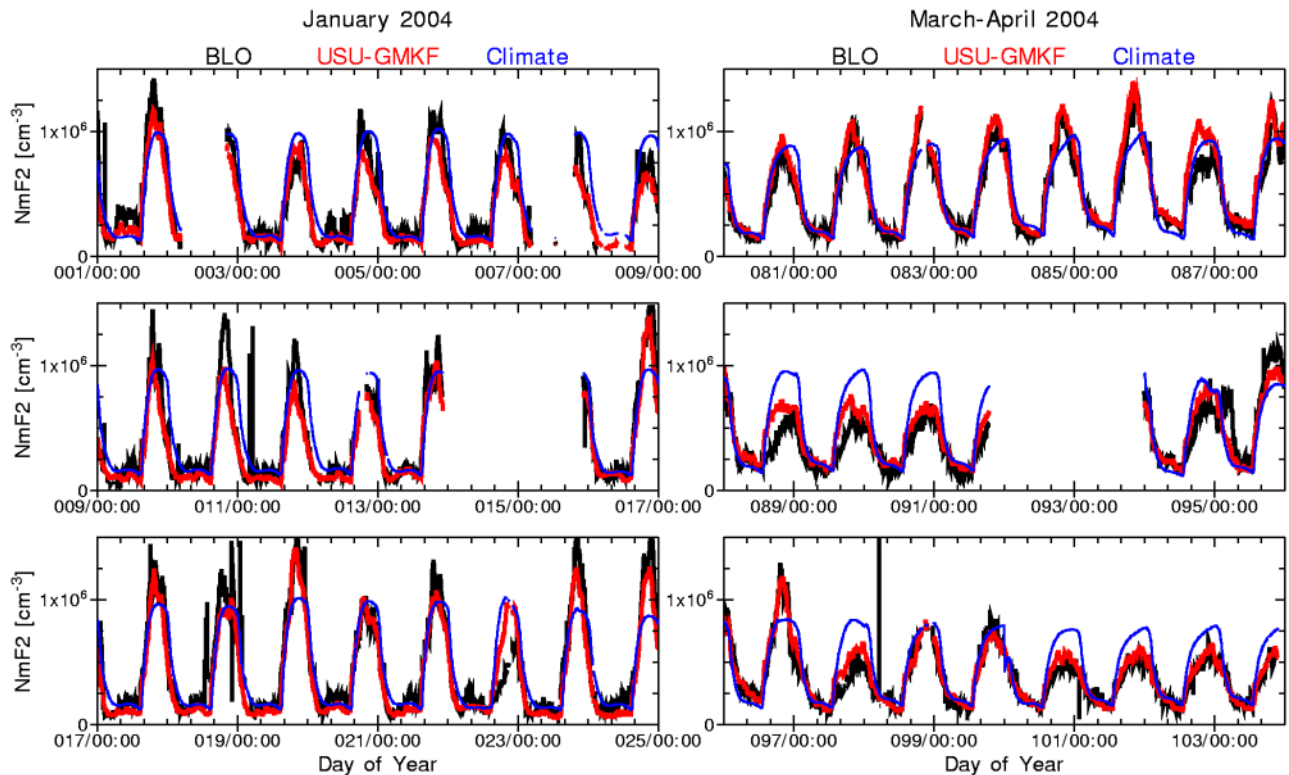 January 2004
March-April 2004
BLO USU-GMKF Climate
BLO USU-GMKF Climate
NmF2 [cm⁻³]
1x10⁶
0
001/00:00 003/00:00 005/00:00 007/00:00 009/00:00
1x10⁶
0
081/00:00 083/00:00 085/00:00 087/00:00
NmF2 [cm⁻³]
1x10⁶
0
009/00:00 011/00:00 013/00:00 015/00:00 017/00:00
1x10⁶
0
089/00:00 091/00:00 093/00:00 095/00:00
NmF2 [cm⁻³]
1x10⁶
0
017/00:00 019/00:00 021/00:00 023/00:00 025/00:00
Day of Year
1x10⁶
0
097/00:00 099/00:00 101/00:00 103/00:00
Day of Year